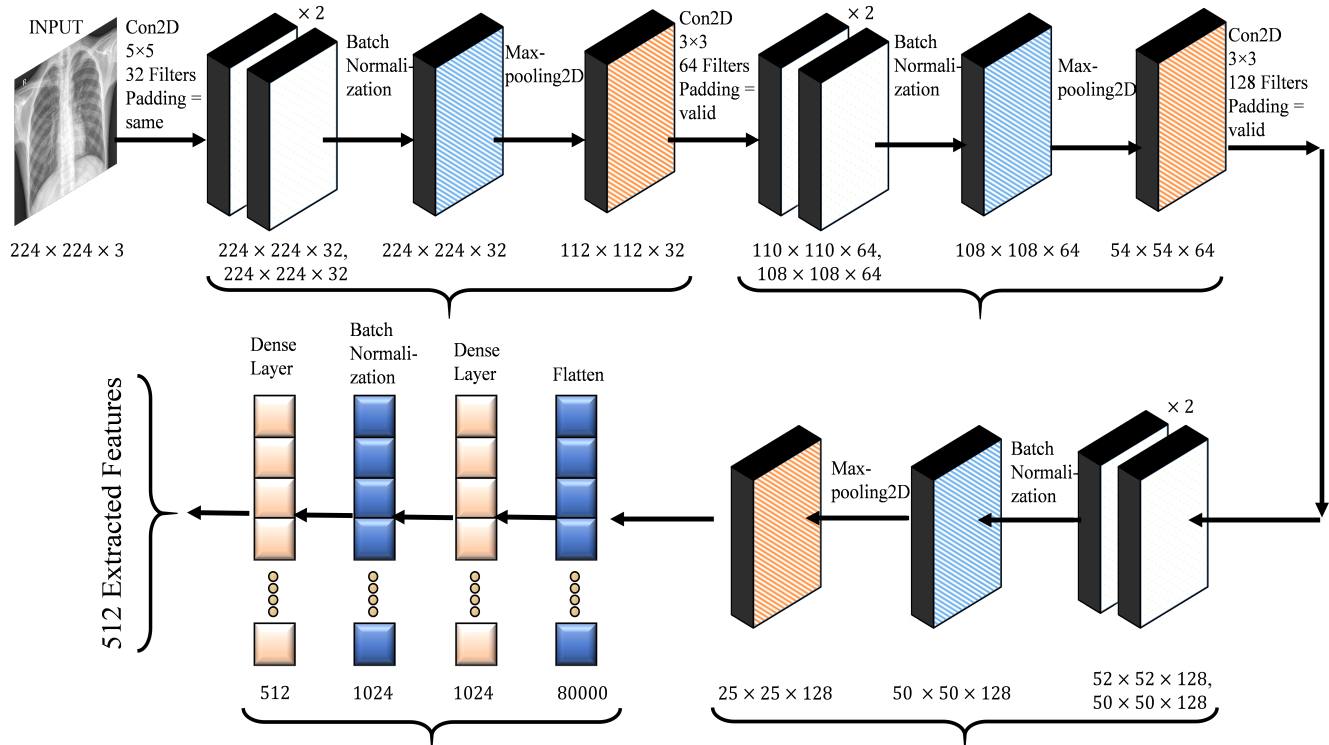 INPUT
Con2D
5×5
32 Filters
Padding =
same
× 2
Batch
Normali-
zation
Max-
pooling2D
Con2D
3×3
64 Filters
Padding =
valid
× 2
Batch
Normali-
zation
Max-
pooling2D
Con2D
3×3
128 Filters
Padding =
valid
R
224 × 224 × 3
224 × 224 × 32,
224 × 224 × 32
224 × 224 × 32
112 × 112 × 32
110 × 110 × 64,
108 × 108 × 64
108 × 108 × 64
54 × 54 × 64
× 2
Batch
Normali-
zation
Max-
pooling2D
Flatten
Dense
Layer
Batch
Normali-
zation
Dense
Layer
512 Extracted Features
512
1024
1024
80000
25 × 25 × 128
50 × 50 × 128
52 × 52 × 128,
50 × 50 × 128